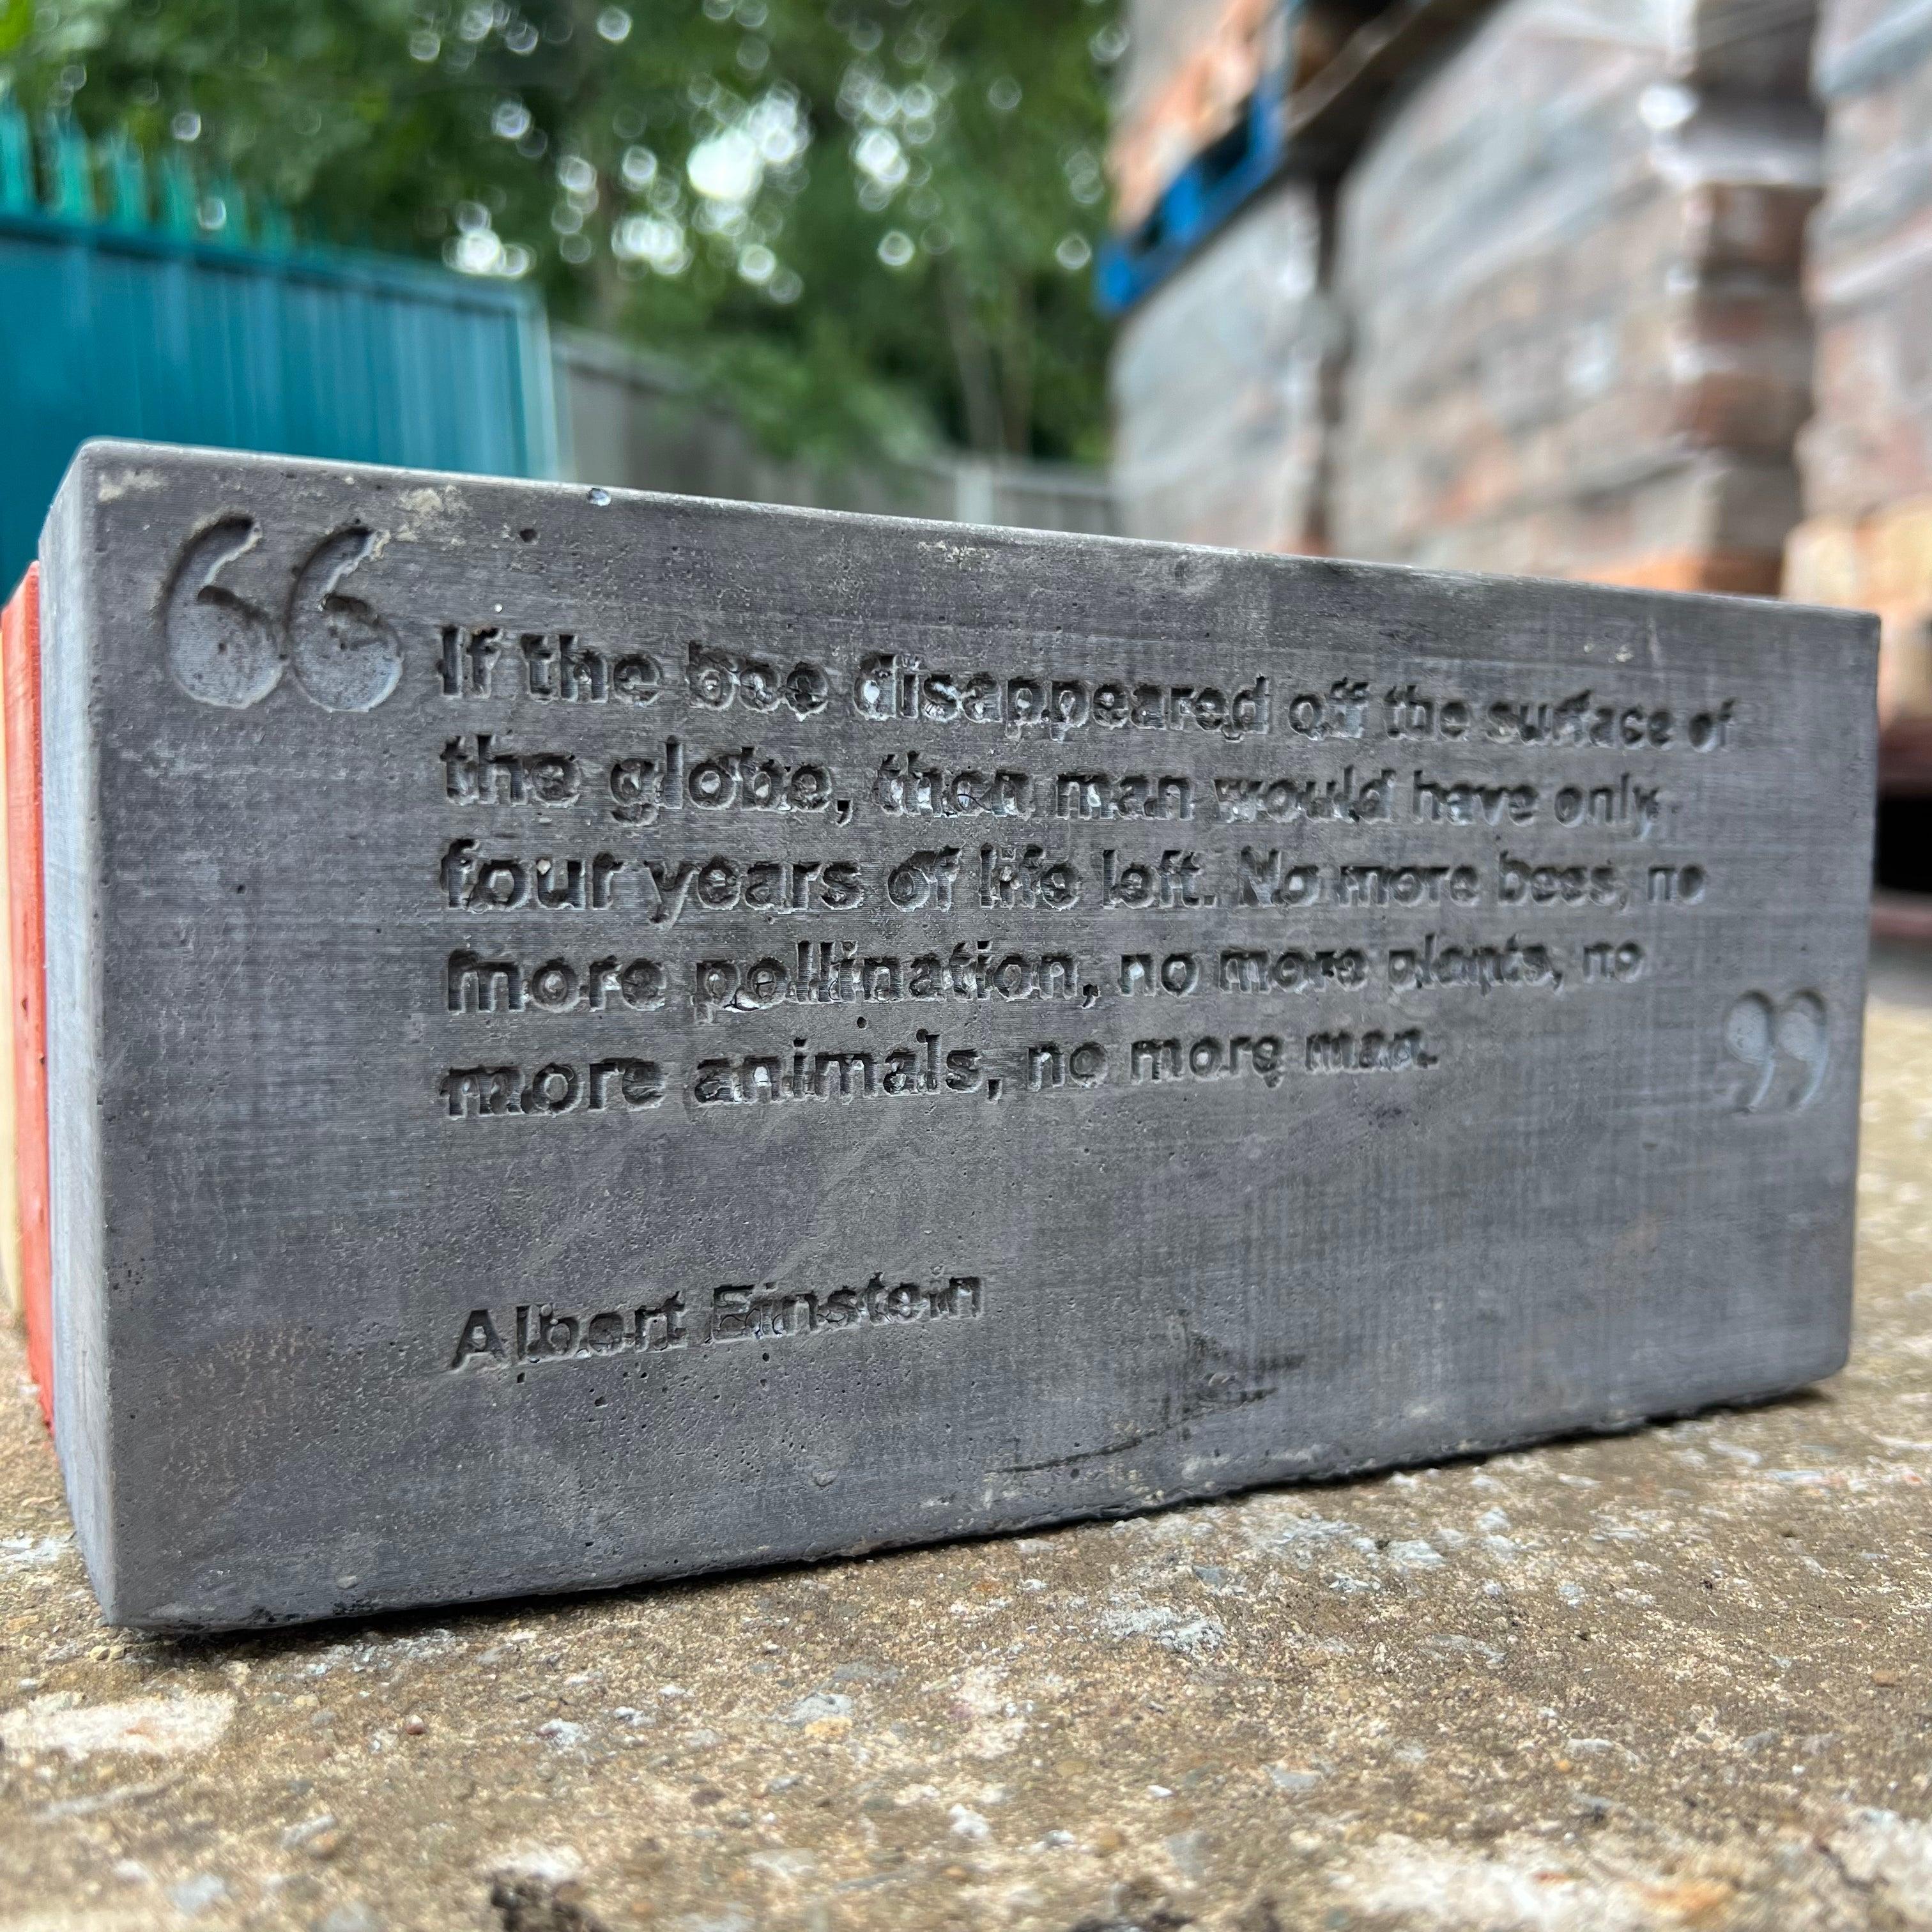 “ If the bee disappeared off the surface of
the globe, then man would have only
four years of life left. No more bees, no
more pollination, no more plants, no
more animals, no more man. ”
Albert Einstein